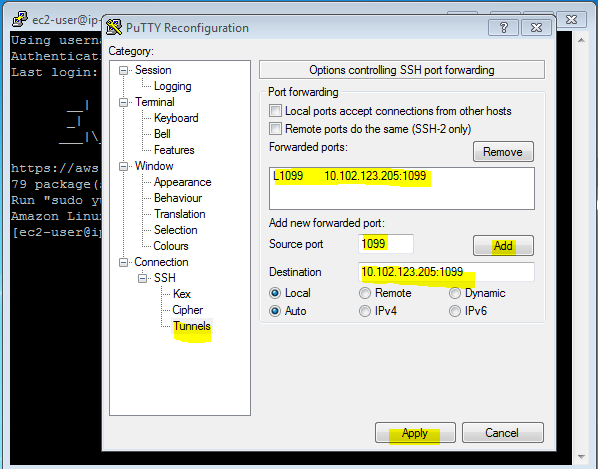 ec2-user@ip-
PuTTY Reconfiguration
Using userna
Authenticati
Last login:
__|
_|
___|\_
https://aws
79 package(s
Run "sudo yu
Amazon Linux
[ec2-user@ip
Category:
Session
Logging
Terminal
Keyboard
Bell
Features
Window
Appearance
Behaviour
Translation
Selection
Colours
Connection
SSH
Kex
Cipher
Tunnels
Options controlling SSH port forwarding
Port forwarding
Local ports accept connections from other hosts
Remote ports do the same (SSH-2 only)
Forwarded ports:
Remove
L1099 10.102.123.205:1099
Add new forwarded port:
Source port 1099 Add
Destination 10.102.123.205:1099
Local Remote Dynamic
Auto IPv4 IPv6
Apply Cancel